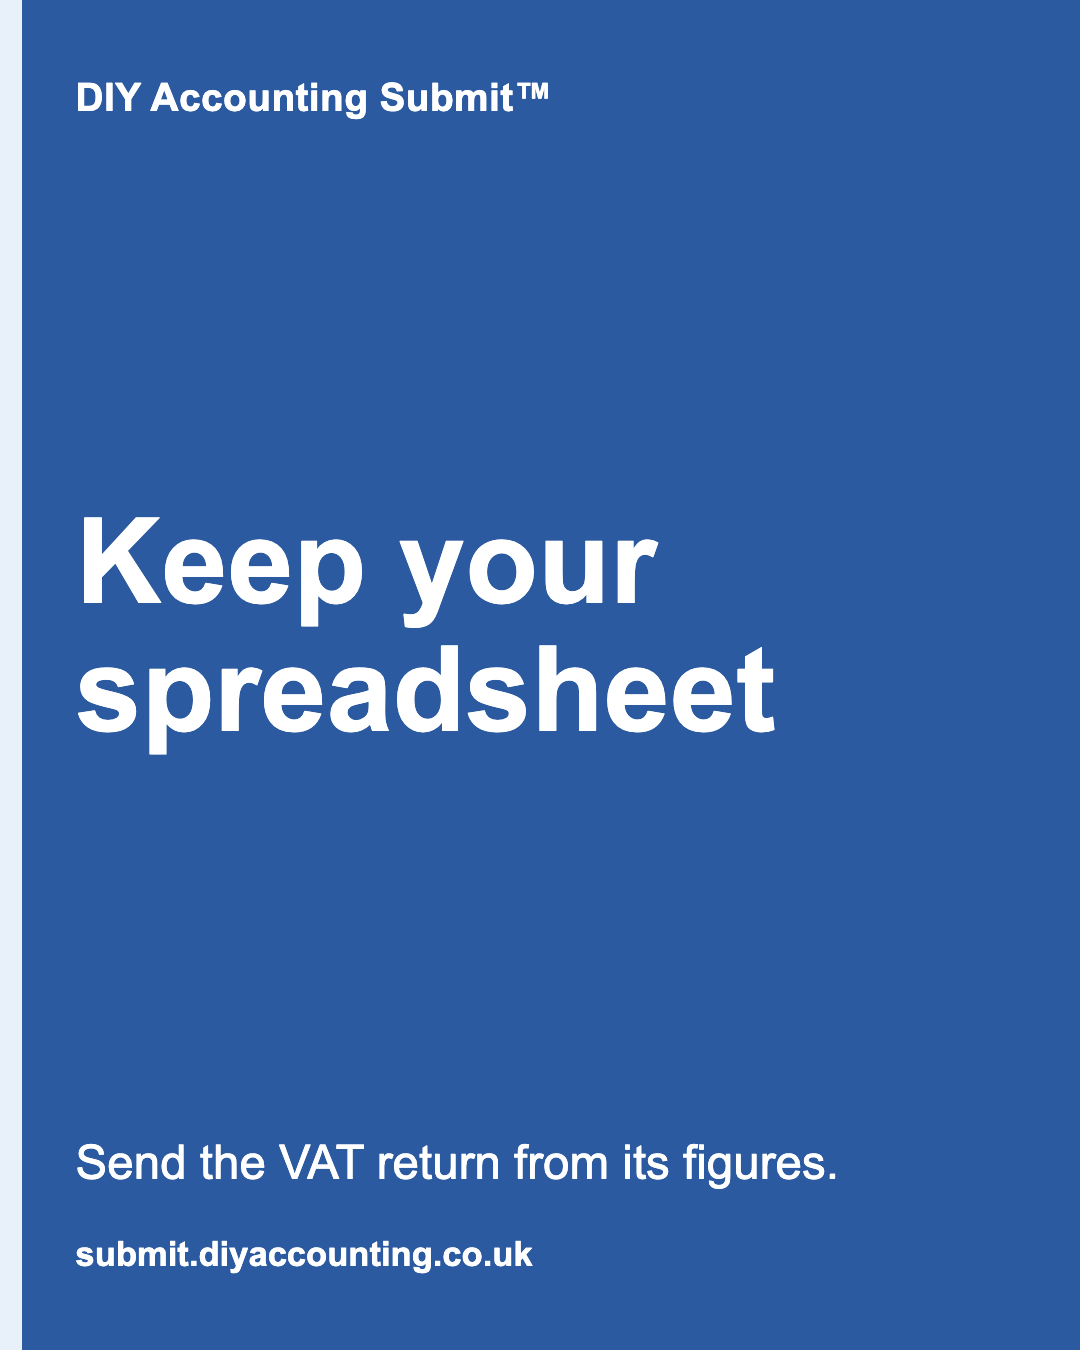 DIY Accounting Submit™
Keep your
spreadsheet
Send the VAT return from its figures.
submit.diyaccounting.co.uk